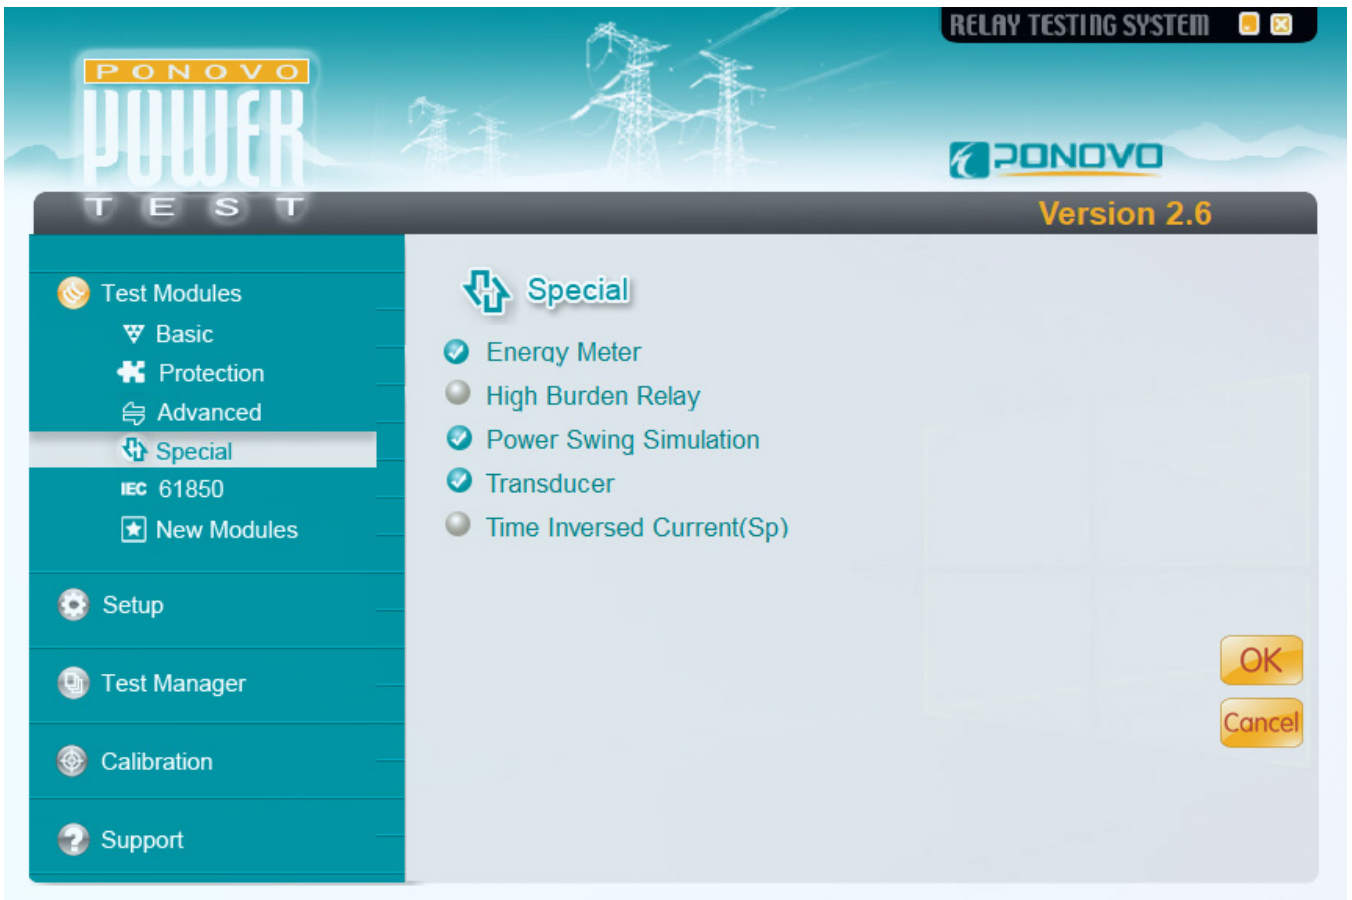 RELAY TESTING SYSTEM
PONOVO
POWER
TEST
PONOVO
Version 2.6
Test Modules
Basic
Protection
Advanced
Special
IEC 61850
New Modules
Setup
Test Manager
Calibration
Support
Special
Energy Meter
High Burden Relay
Power Swing Simulation
Transducer
Time Inversed Current(Sp)
OK
Cancel